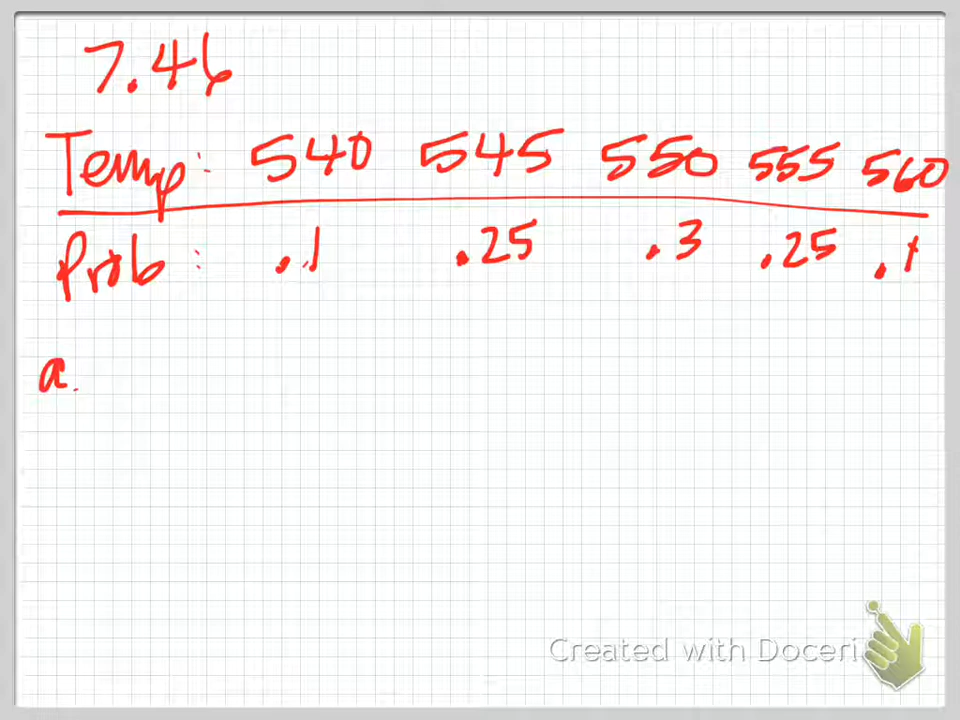 7.46
Temp: 540 545 550 555 560
Prob: .1 .25 .3 .25 .1
a.
Created with Doceri